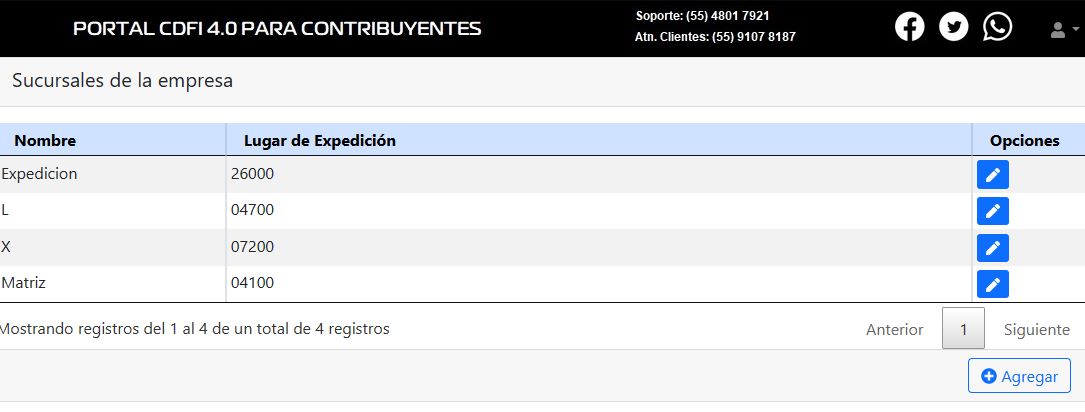 PORTAL CDFI 4.0 PARA CONTRIBUYENTES
Soporte: (55) 4801 7921
Atn. Clientes: (55) 9107 8187
Sucursales de la empresa
Nombre Lugar de Expedición Opciones
Expedicion 26000
L 04700
X 07200
Matriz 04100
Mostrando registros del 1 al 4 de un total de 4 registros Anterior 1 Siguiente
Agregar